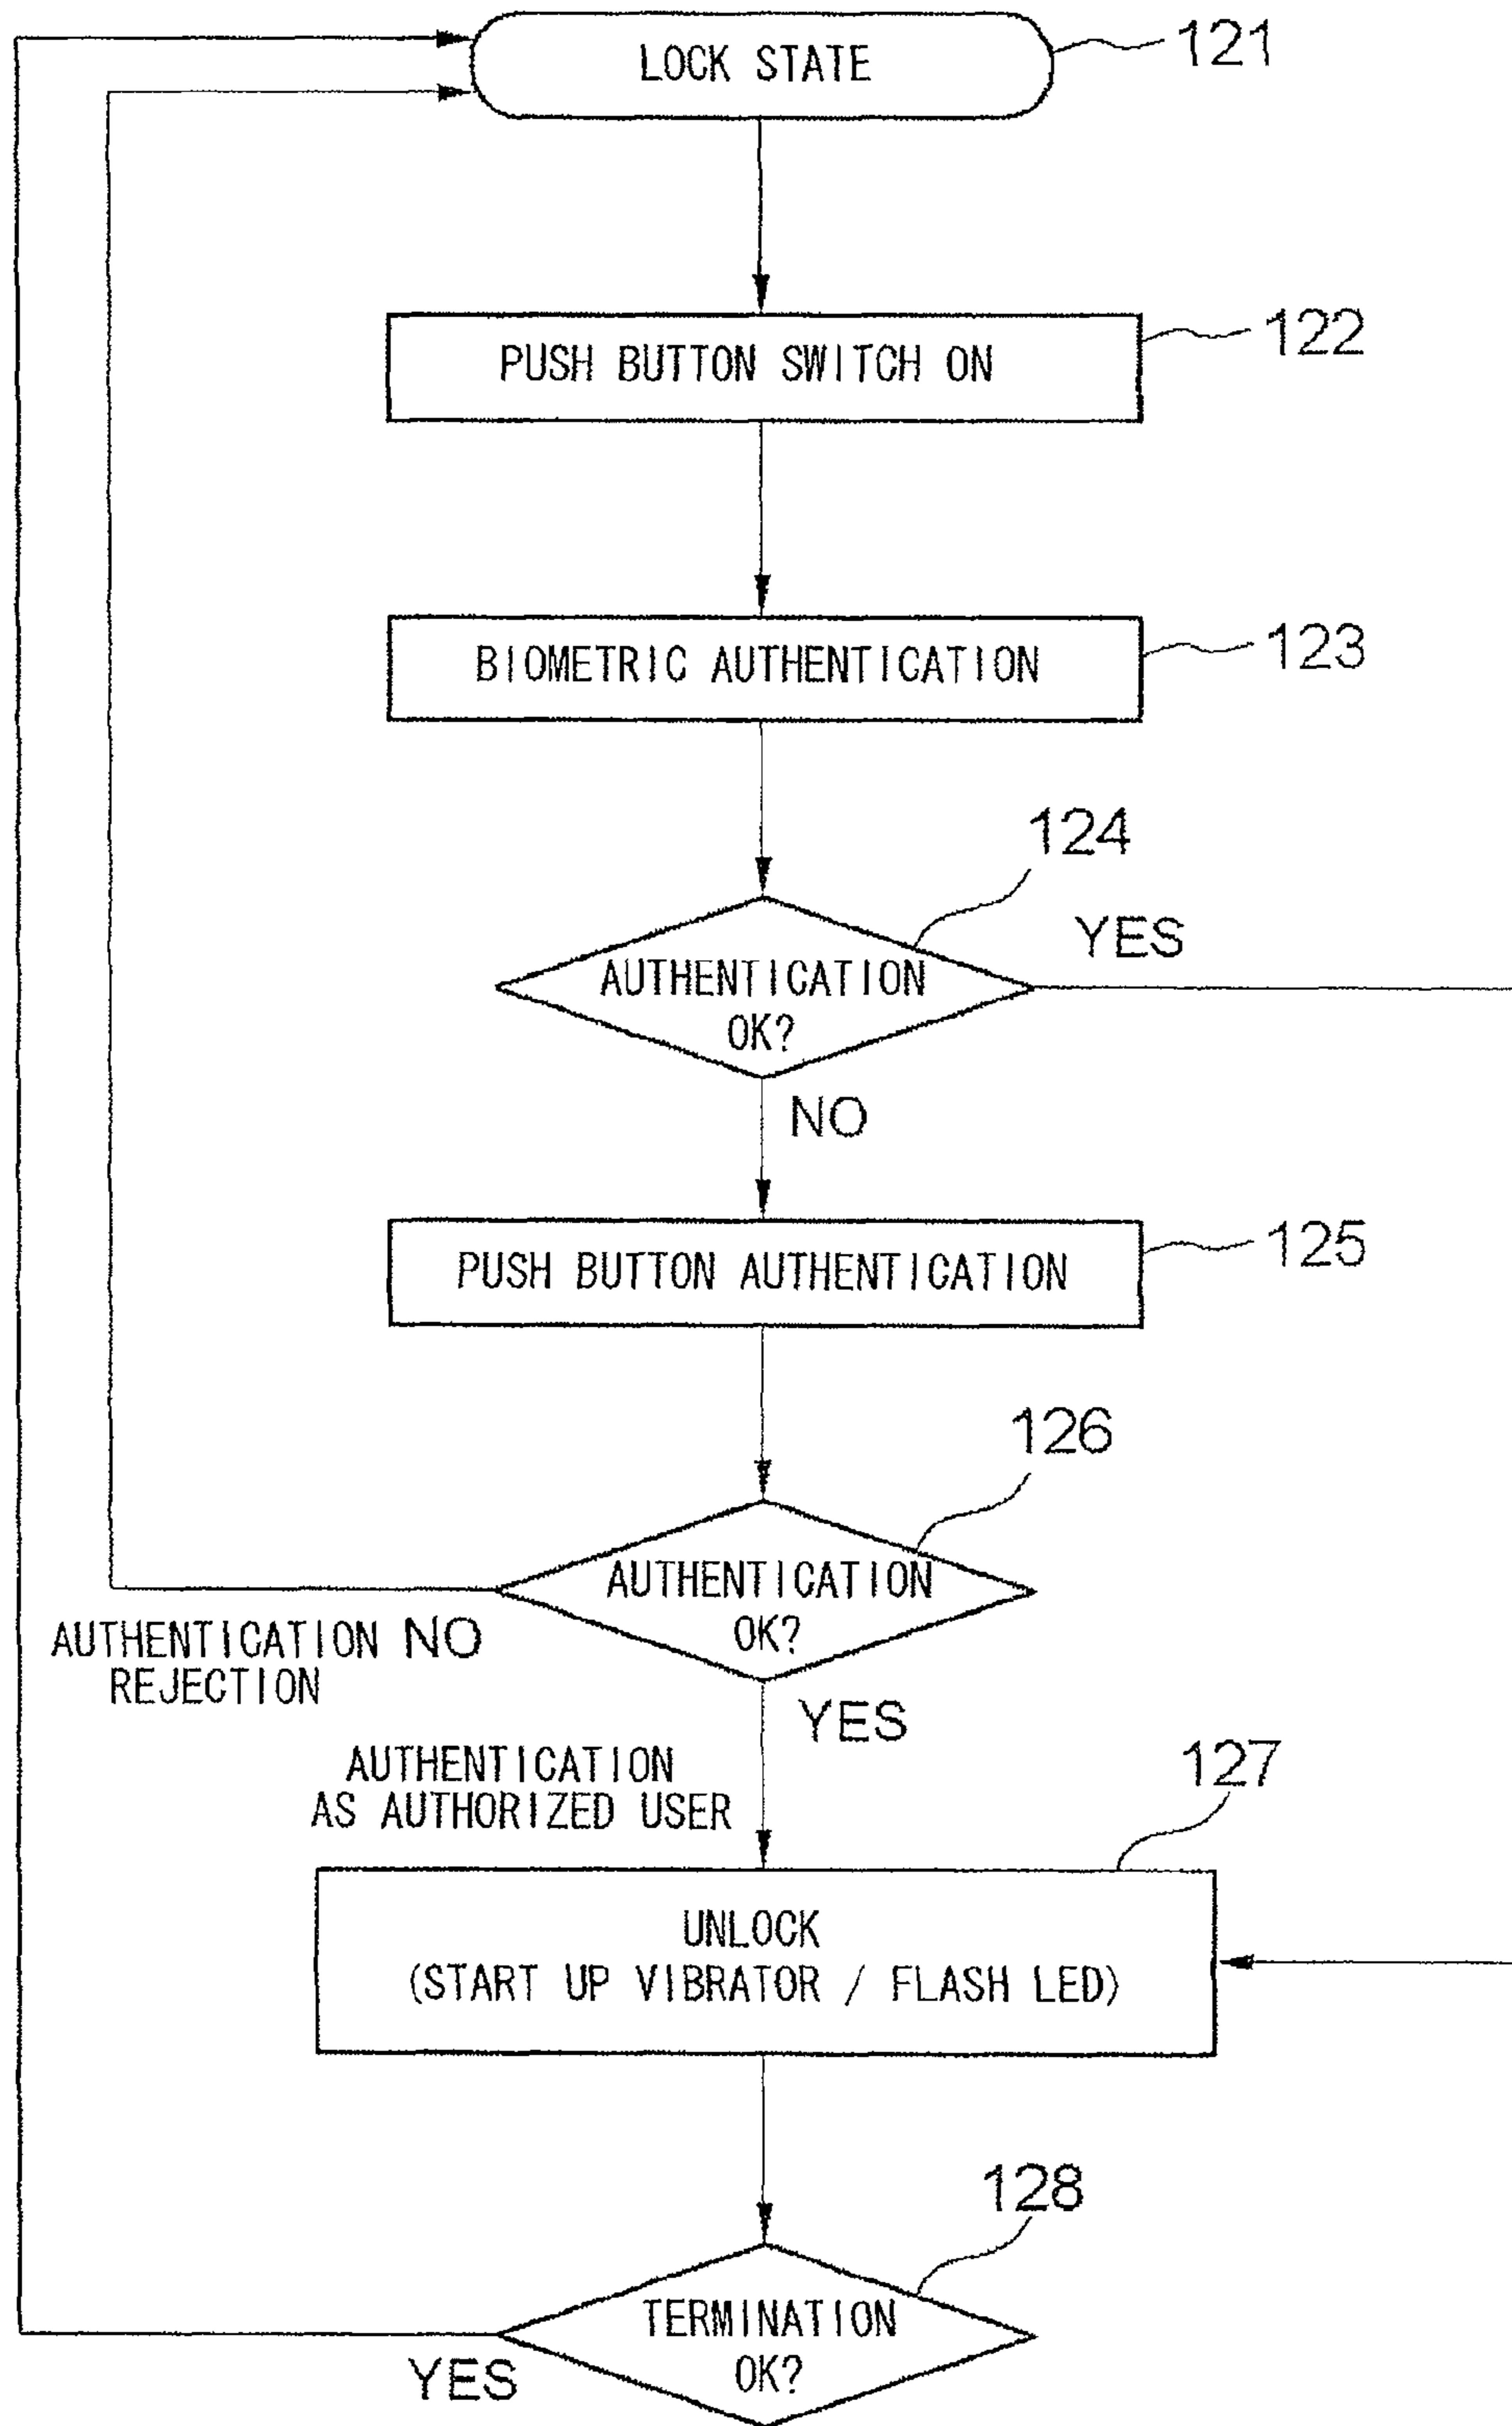 LOCK STATE
121
PUSH BUTTON SWITCH ON
122
BIOMETRIC AUTHENTICATION
123
124
YES
AUTHENTICATION
OK?
NO
PUSH BUTTON AUTHENTICATION
125
126
AUTHENTICATION
OK?
AUTHENTICATION NO
REJECTION
YES
AUTHENTICATION
AS AUTHORIZED USER
127
UNLOCK
(START UP VIBRATOR / FLASH LED)
128
TERMINATION
OK?
YES